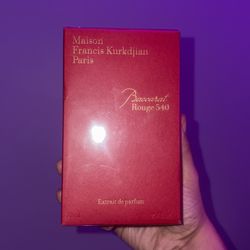 Maison
Francis Kurkdjian
Paris
Baccarat
Rouge 540
Extrait de parfum